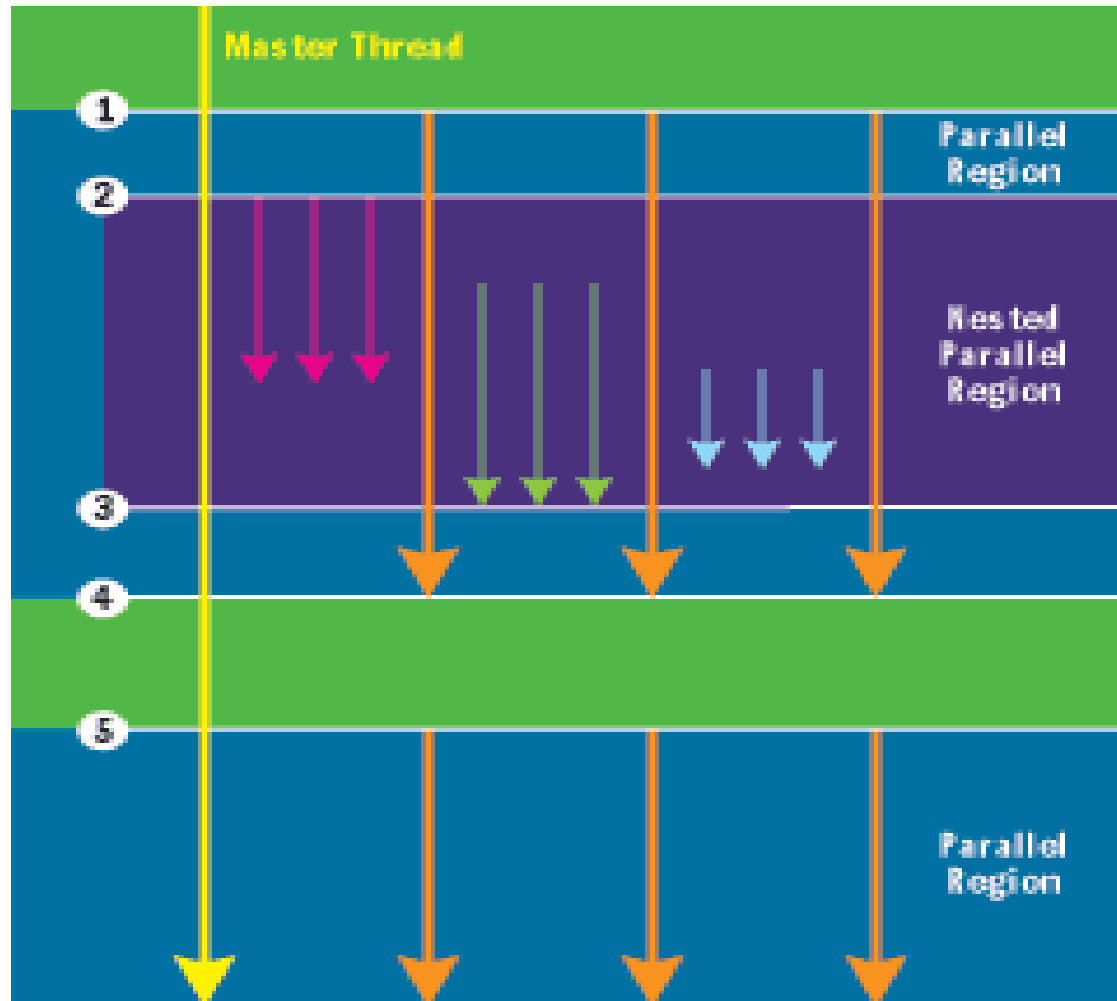 Master Thread
1
Parallel
Region
2
Nested
Parallel
Region
3
4
5
Parallel
Region